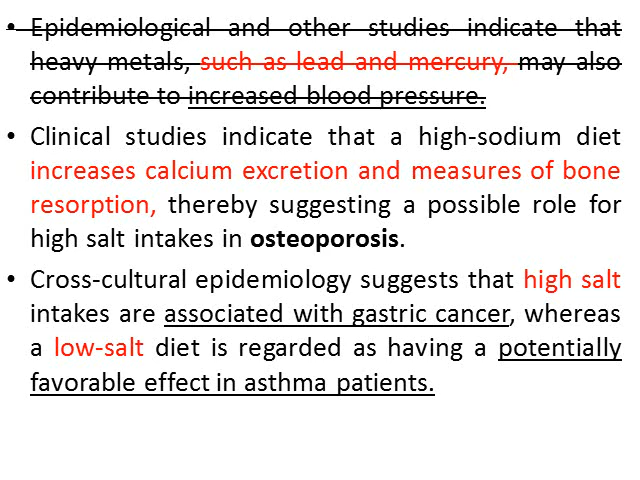 • Epidemiological and other studies indicate that
heavy metals, such as lead and mercury, may also
contribute to increased blood pressure.
• Clinical studies indicate that a high-sodium diet
increases calcium excretion and measures of bone
resorption, thereby suggesting a possible role for
high salt intakes in osteoporosis.
• Cross-cultural epidemiology suggests that high salt
intakes are associated with gastric cancer, whereas
a low-salt diet is regarded as having a potentially
favorable effect in asthma patients.